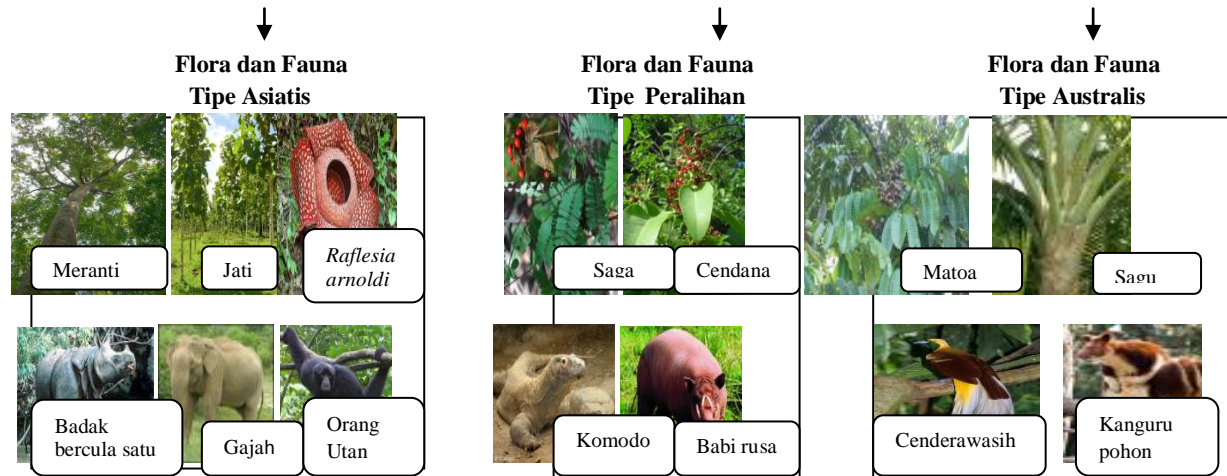 Flora dan Fauna
Tipe Asiatis
Flora dan Fauna
Tipe Peralihan
Flora dan Fauna
Tipe Australis
Meranti
Jati
Raflesia
arnoldi
Saga
Cendana
Matoa
Sagu
Badak
bercula satu
Gajah
Orang
Utan
Komodo
Babi rusa
Cenderawasih
Kanguru
pohon